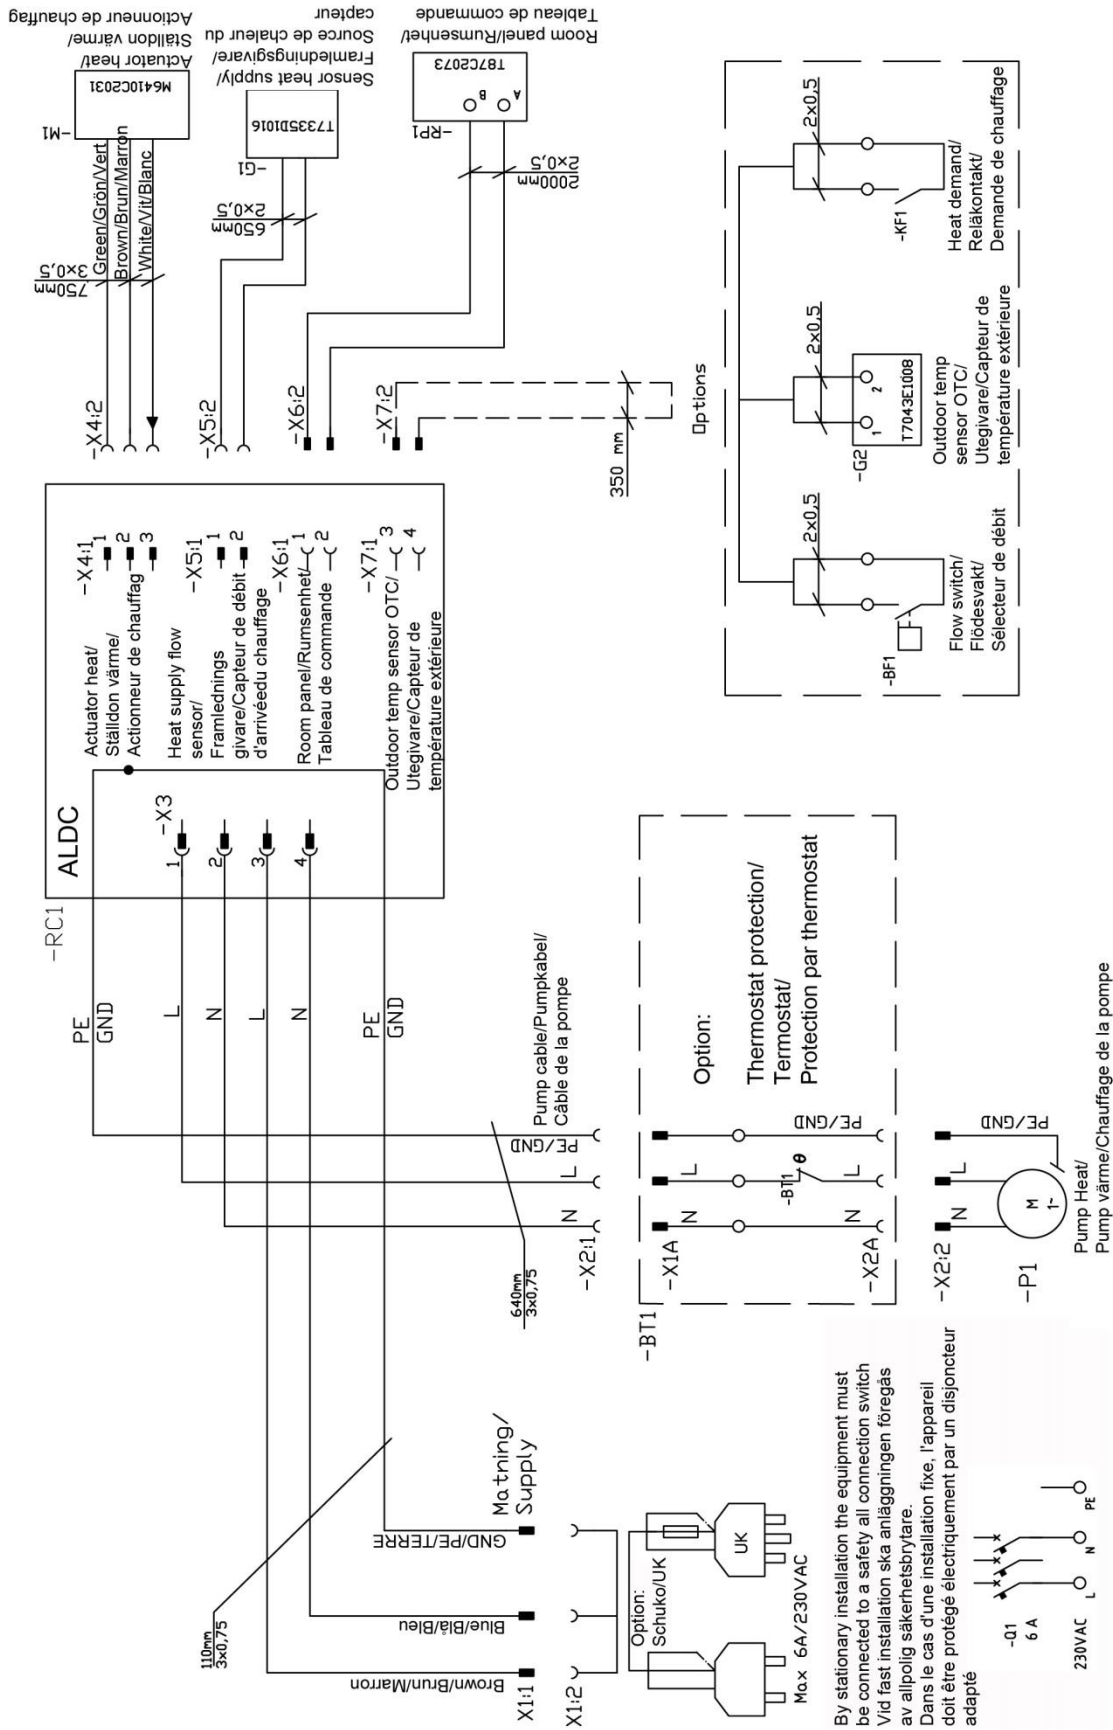 Actuator heat/
Ställdon värme/
Actionneur de chauffag
M6410C2031
-M1
Green/Grön/Vert
Brown/Brun/Marron
White/Vit/Blanc
750mm
3x0,5
-X4:2
Sensor heat supply/
Framledningsgivare/
Source de chaleur du
capteur
T7335D1016
-G1
650mm
2x0,5
-X5:2
Room panel/Rumsenhet/
Tableau de commande
T87C2073
B
A
-RP1
2000mm
2x0,5
-X6:2
-X7:2
350 mm
Options
-RC1
ALDC
-X4:1
1
2
3
Actuator heat/
Ställdon värme/
Actionneur de chauffag
-X5:1
1
2
Heat supply flow
sensor/
Framlednings
givare/Capteur de débit
d'arrivéedu chauffage
-X6:1
1
2
Room panel/Rumsenhet/
Tableau de commande
-X7:1
3
4
Outdoor temp sensor OTC/
Utegivare/Capteur de
température extérieure
-X3
1
2
3
4
PE
GND
L
N
L
N
PE
GND
2x0,5
-KF1
Heat demand/
Reläkontakt/
Demande de chauffage
2x0,5
1
2
T7043E1008
-G2
Outdoor temp
sensor OTC/
Utegivare/Capteur de
température extérieure
2x0,5
-BF1
Flow switch/
Flödesvakt/
Sélecteur de débit
Pump cable/Pumpkabel/
Câble de la pompe
640mm
3x0,75
PE/GND
L
N
-X2:1
-BT1
Option:
Thermostat protection/
Termostat/
Protection par thermostat
-X1A
N
L
-BT1
θ
PE/GND
L
N
-X2A
-X2:2
N
L
PE/GND
M
1~
-P1
Pump Heat/
Pump värme/Chauffage de la pompe
110mm
3x0,75
Matning/
Supply
GND/PE/TERRE
Blue/Blå/Bleu
Brown/Brun/Marron
X1:1
X1:2
Option:
Schuko/UK
UK
Max 6A/230VAC
By stationary installation the equipment must
be connected to a safety all connection switch
Vid fast installation ska anläggningen föregås
av allpolig säkerhetsbrytare.
Dans le cas d'une installation fixe, l'appareil
doit être protégé électriquement par un disjoncteur
adapté
-Q1
6 A
230VAC
L
N
PE